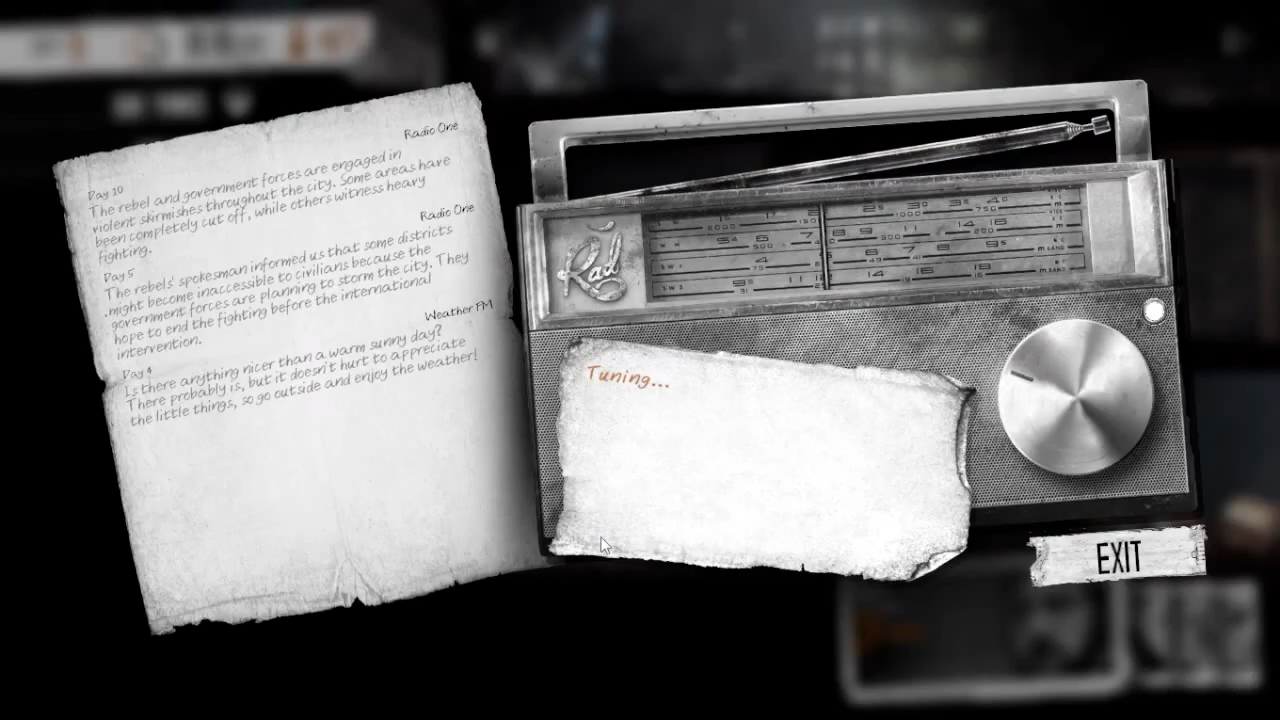 Radio One
Day 10
The rebel and government forces are engaged in
violent skirmishes throughout the city. Some areas have
been completely cut off, while others witness heavy
fighting.
Radio One
Day 5
The rebels' spokesman informed us that some districts
.might become inaccessible to civilians because the
government forces are planning to storm the city. They
hope to end the fighting before the international
intervention.
Weather FM
Day 4
Is there anything nicer than a warm sunny day?
There probably is, but it doesn't hurt to appreciate
the little things, so go outside and enjoy the weather!
Rad
Tuning...
EXIT